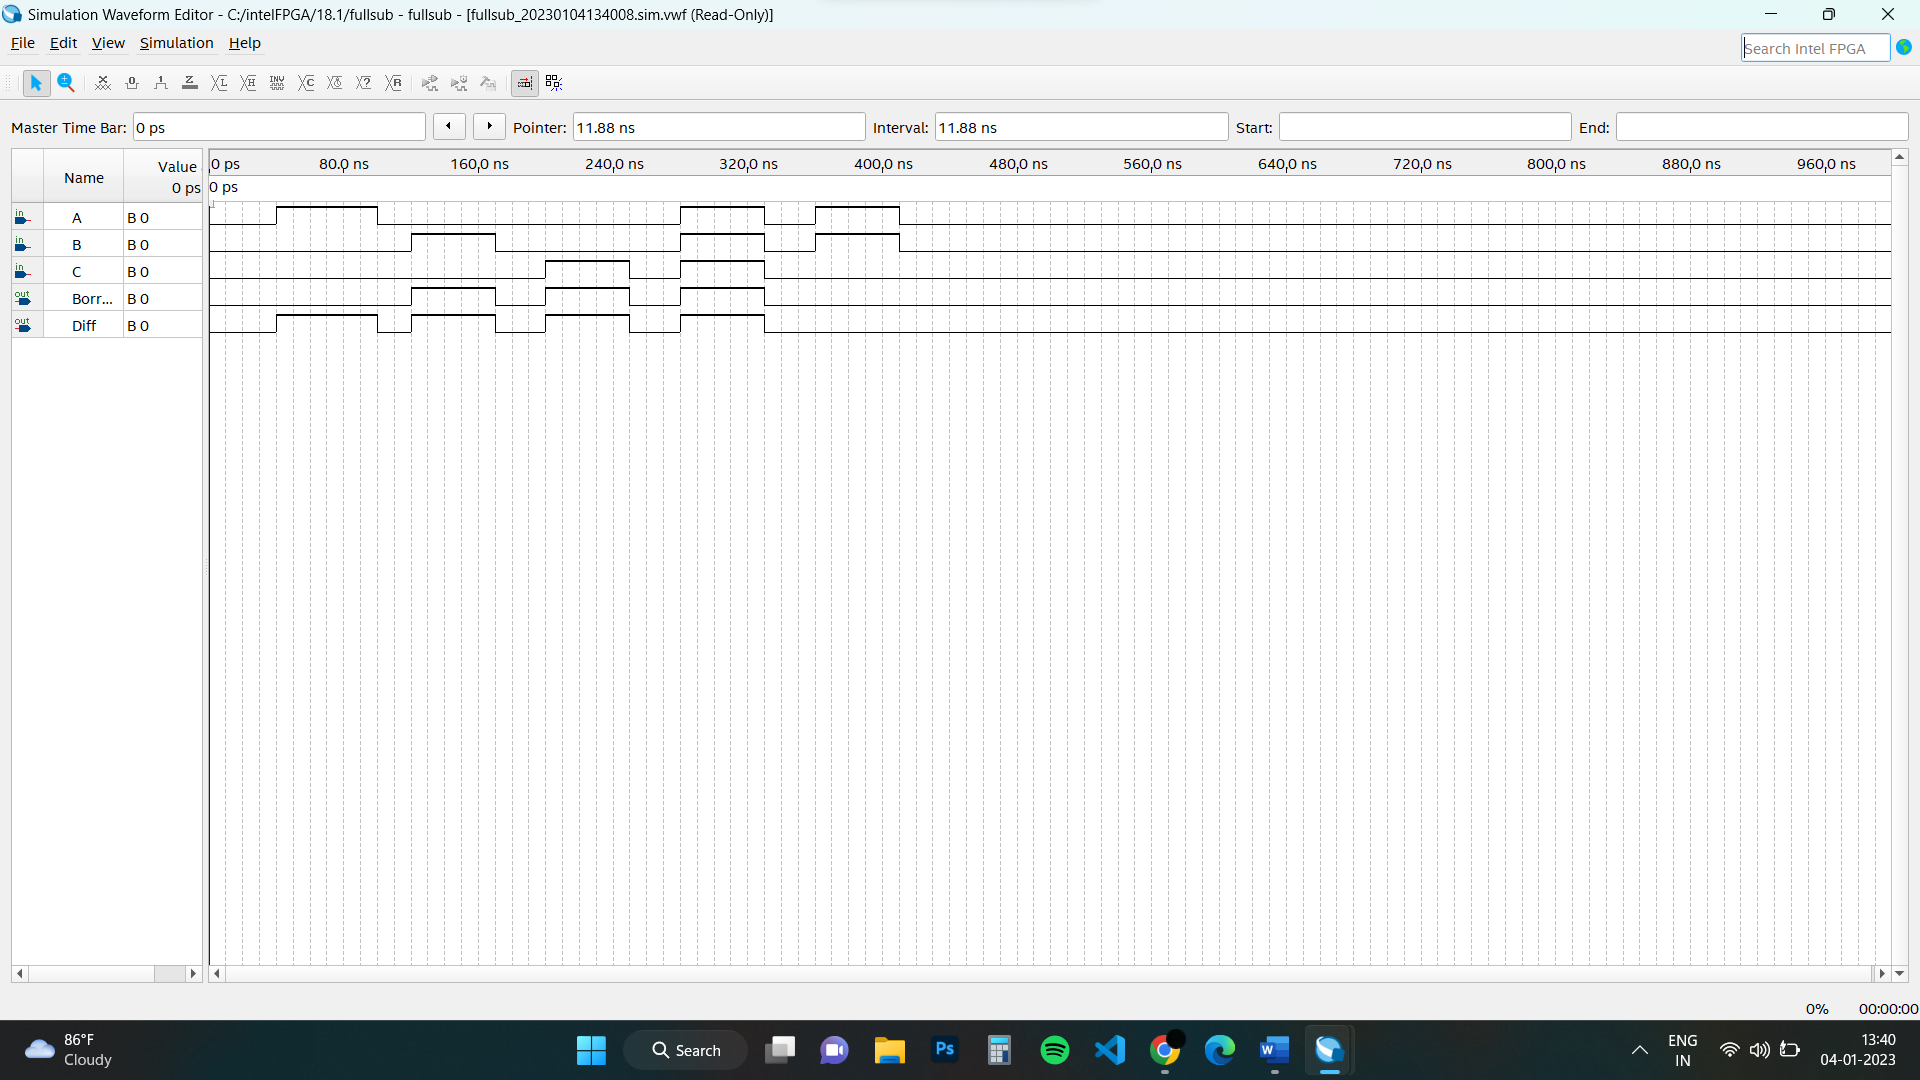 Simulation Waveform Editor - C:/intelFPGA/18.1/fullsub - fullsub - [fullsub_20230104134008.sim.vwf (Read-Only)]
File Edit View Simulation Help
Search Intel FPGA
Master Time Bar: 0 ps Pointer: 11.88 ns Interval: 11.88 ns Start: End:
Name Value 0 ps
0 ps 80.0 ns 160.0 ns 240.0 ns 320.0 ns 400.0 ns 480.0 ns 560.0 ns 640.0 ns 720.0 ns 800.0 ns 880.0 ns 960.0 ns
0 ps
in A B 0
in B B 0
in C B 0
out Borr... B 0
out Diff B 0
0% 00:00:00
86°F
Cloudy
Search
Ps
ENG
IN
13:40
04-01-2023